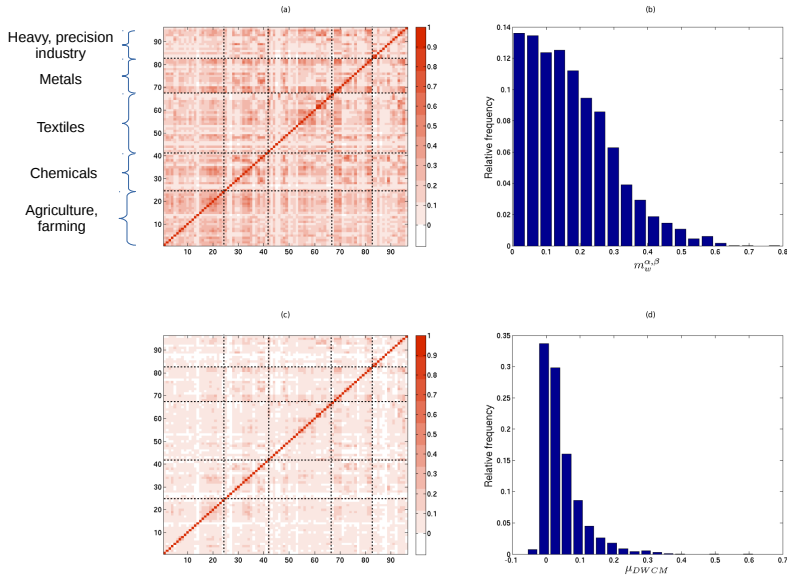 (a)
(b)
Heavy, precision
industry
Metals
Textiles
Chemicals
Agriculture,
farming
90
80
70
60
50
40
30
20
10
10 20 30 40 50 60 70 80 90
1
0.9
0.8
0.7
0.6
0.5
0.4
0.3
0.2
0.1
0
Relative frequency
0.14
0.12
0.1
0.08
0.06
0.04
0.02
0
0 0.1 0.2 0.3 0.4 0.5 0.6 0.7 0.8
m_w^{α,β}
(c)
(d)
90
80
70
60
50
40
30
20
10
10 20 30 40 50 60 70 80 90
1
0.9
0.8
0.7
0.6
0.5
0.4
0.3
0.2
0.1
0
Relative frequency
0.35
0.3
0.25
0.2
0.15
0.1
0.05
0
-0.1 0 0.1 0.2 0.3 0.4 0.5 0.6 0.7
μ_{DWCM}